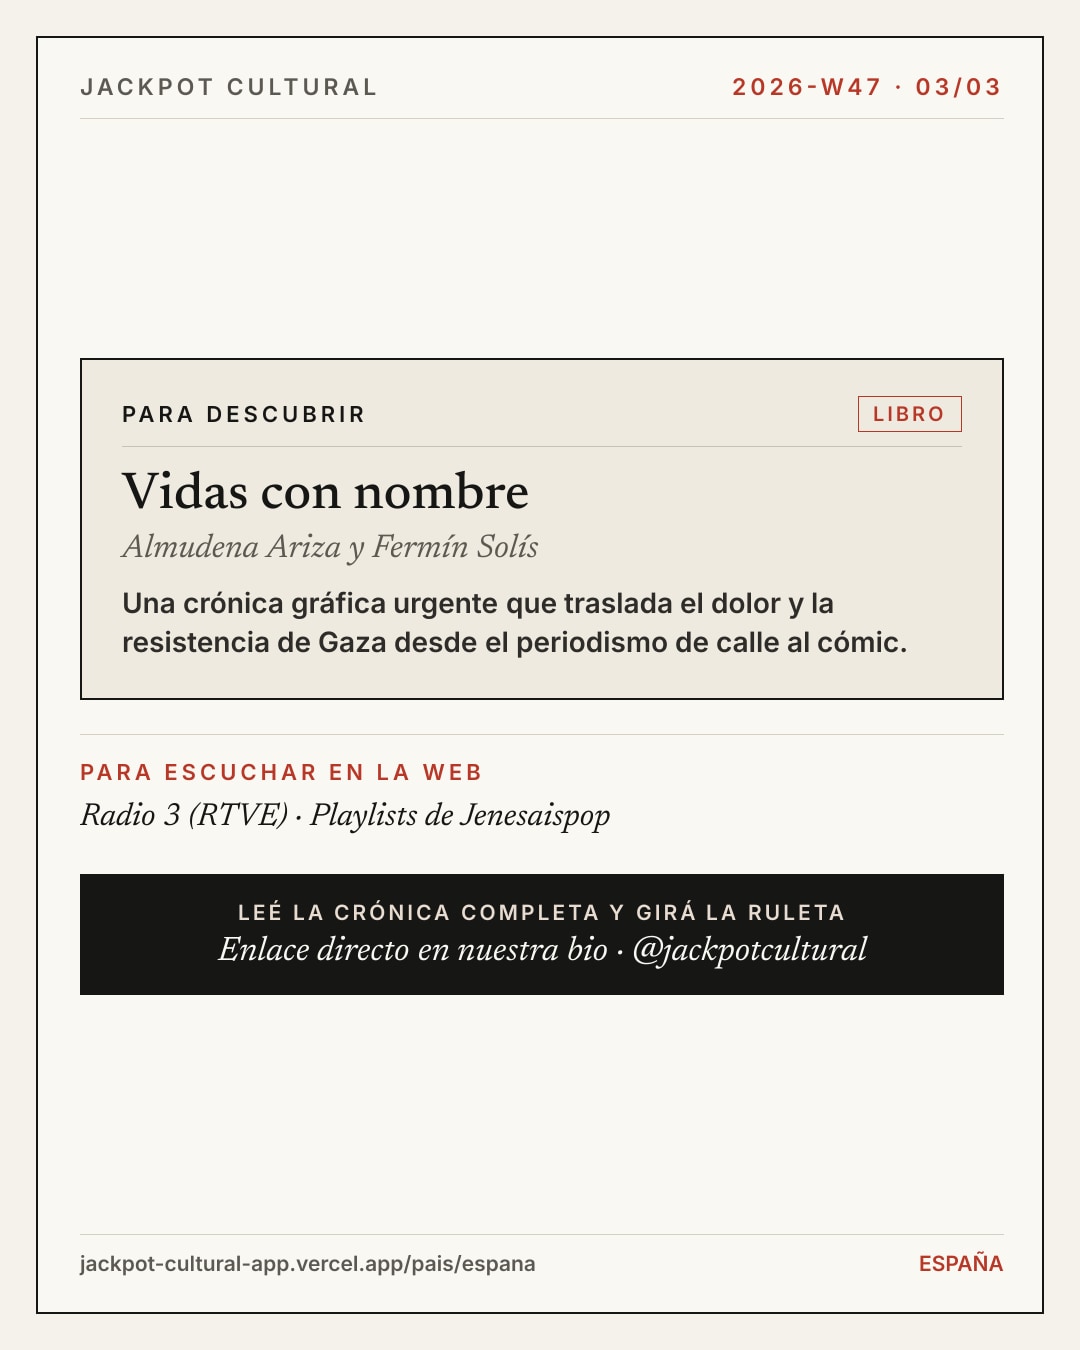 JACKPOT CULTURAL
2026-W47 · 03/03
PARA DESCUBRIR
LIBRO
Vidas con nombre
Almudena Ariza y Fermín Solís
Una crónica gráfica urgente que traslada el dolor y la
resistencia de Gaza desde el periodismo de calle al cómic.
PARA ESCUCHAR EN LA WEB
Radio 3 (RTVE) · Playlists de Jenesaispop
LEÉ LA CRÓNICA COMPLETA Y GIRÁ LA RULETA
Enlace directo en nuestra bio · @jackpotcultural
jackpot-cultural-app.vercel.app/pais/espana
ESPAÑA